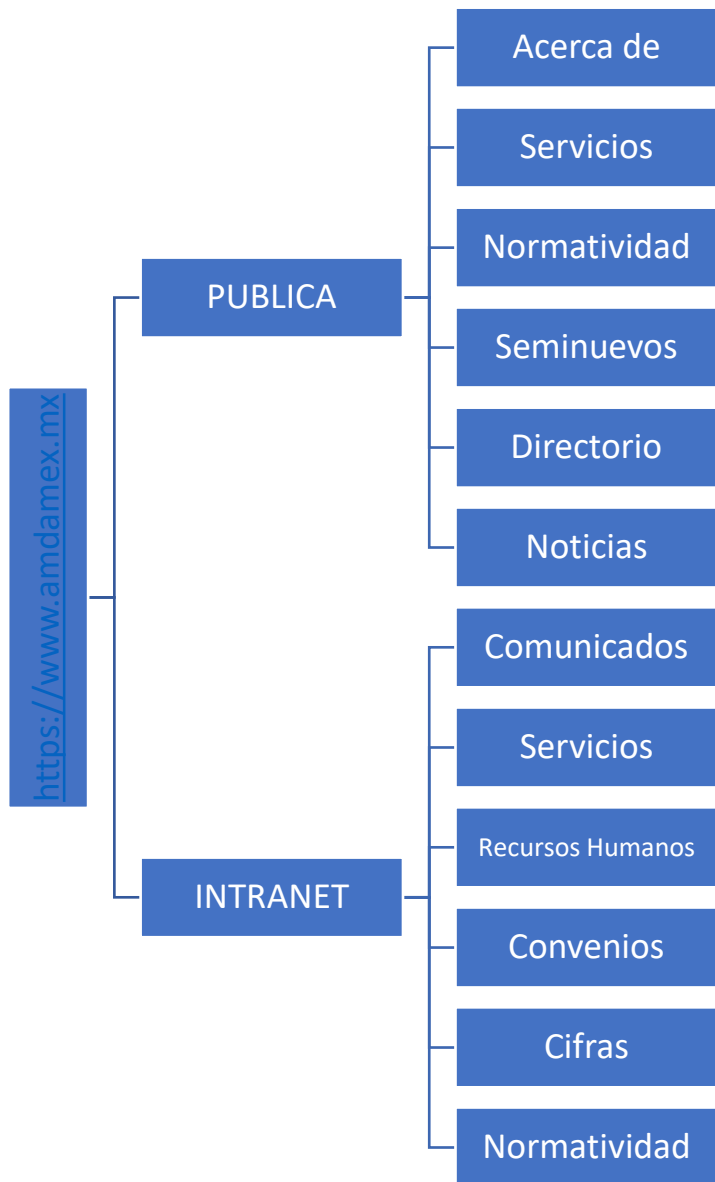 https://www.amdamex.mx
PUBLICA
Acerca de
Servicios
Normatividad
Seminuevos
Directorio
Noticias
INTRANET
Comunicados
Servicios
Recursos Humanos
Convenios
Cifras
Normatividad